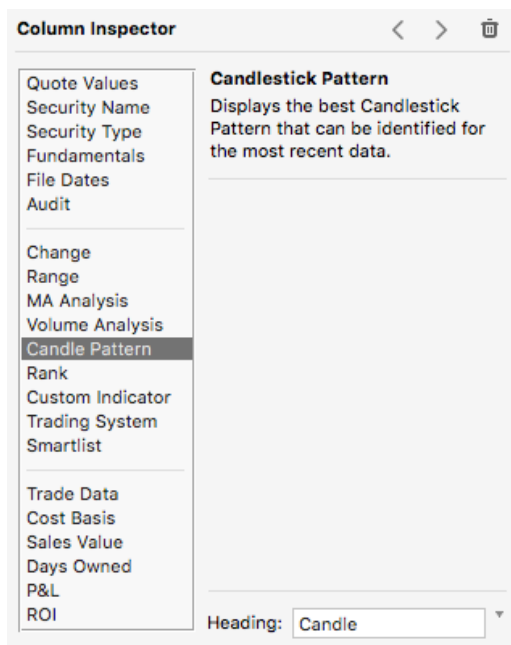 Column Inspector
Quote Values
Security Name
Security Type
Fundamentals
File Dates
Audit
Change
Range
MA Analysis
Volume Analysis
Candle Pattern
Rank
Custom Indicator
Trading System
Smartlist
Trade Data
Cost Basis
Sales Value
Days Owned
P&L
ROI
Candlestick Pattern
Displays the best Candlestick
Pattern that can be identified for
the most recent data.
Heading: Candle